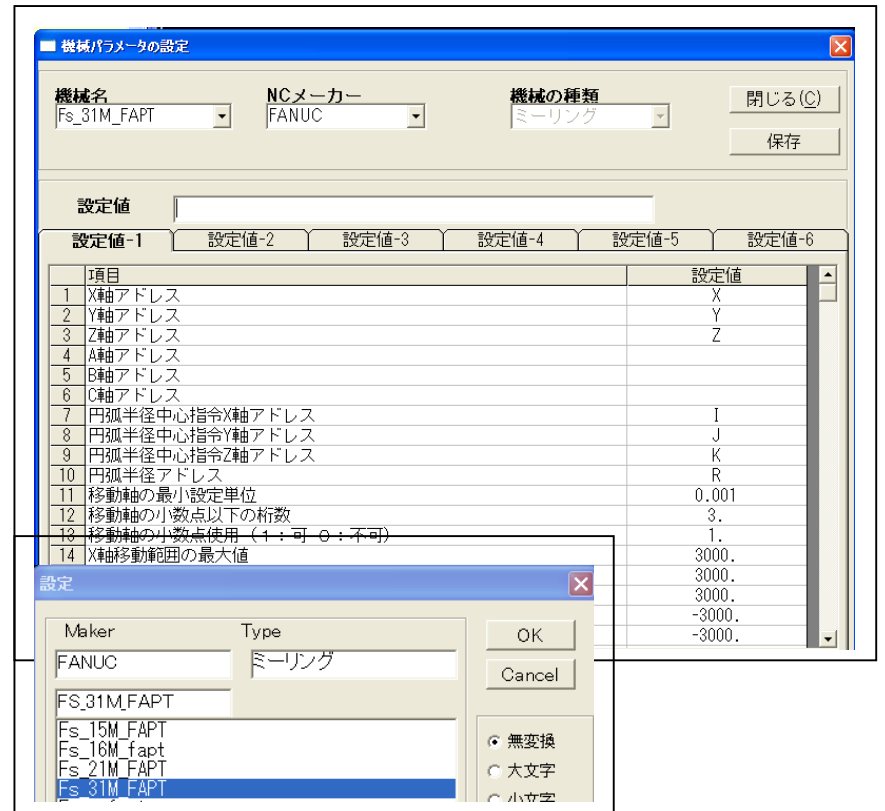 機械パラメータの設定
機械名 NCメーカー 機械の種類
Fs_31M_FAPT FANUC ミーリング
閉じる(C)
保存
設定値
設定値-1 設定値-2 設定値-3 設定値-4 設定値-5 設定値-6
項目 設定値
1 X軸アドレス X
2 Y軸アドレス Y
3 Z軸アドレス Z
4 A軸アドレス
5 B軸アドレス
6 C軸アドレス
7 円弧半径中心指令X軸アドレス I
8 円弧半径中心指令Y軸アドレス J
9 円弧半径中心指令Z軸アドレス K
10 円弧半径アドレス R
11 移動軸の最小設定単位 0.001
12 移動軸の小数点以下の桁数 3.
13 移動軸の小数点使用（1：可 0：不可） 1.
14 X軸移動範囲の最大値 3000.
3000.
3000.
-3000.
-3000.
設定
Maker Type
FANUC ミーリング
FS_31M_FAPT
Fs_15M_FAPT
Fs_16M_fapt
Fs_21M_FAPT
Fs_31M_FAPT
OK
Cancel
無変換
大文字
小文字